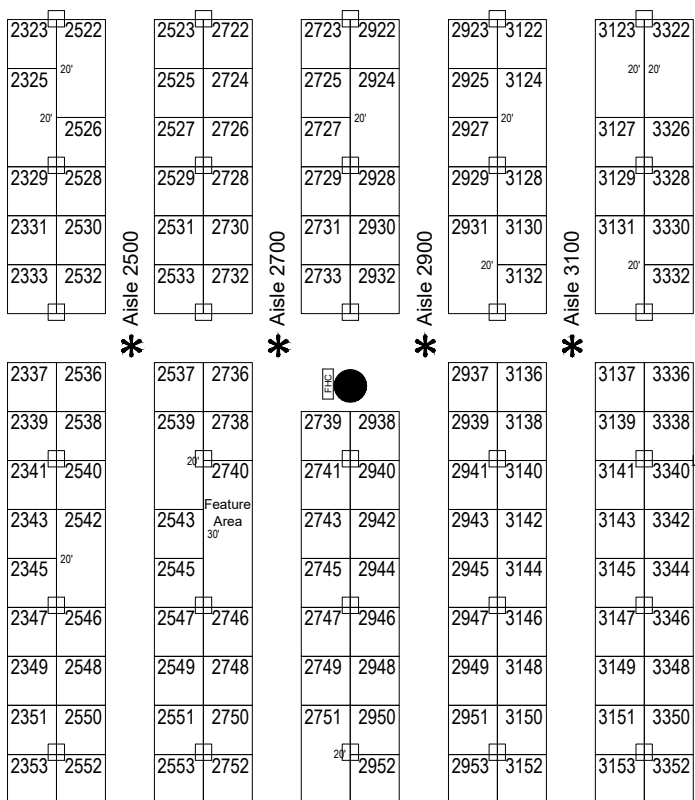 2323 2522 2523 2722 2723 2922 2923 3122 3123 3322
20' 20' 20'
2325 2525 2724 2725 2924 2925 3124
20' 2526 2527 2726 2727 20' 2927 20' 3127 3326
2329 2528 2529 2728 2729 2928 2929 3128 3129 3328
2331 2530 2531 2730 2731 2930 2931 3130 3131 3330
2333 2532 2533 2732 2733 2932 20' 3132 20' 3332
Aisle 2500 Aisle 2700 Aisle 2900 Aisle 3100
* * * *
2337 2536 2537 2736 FHC 2937 3136 3137 3336
2339 2538 2539 2738 2739 2938 2939 3138 3139 3338
20'
2341 2540 2740 2741 2940 2941 3140 3141 3340
Feature
2343 2542 2543 Area 2743 2942 2943 3142 3143 3342
30'
20'
2345 2545 2745 2944 2945 3144 3145 3344
2347 2546 2547 2746 2747 2946 2947 3146 3147 3346
2349 2548 2549 2748 2749 2948 2949 3148 3149 3348
2351 2550 2551 2750 2751 2950 2951 3150 3151 3350
20'
2353 2552 2553 2752 2952 2953 3152 3153 3352